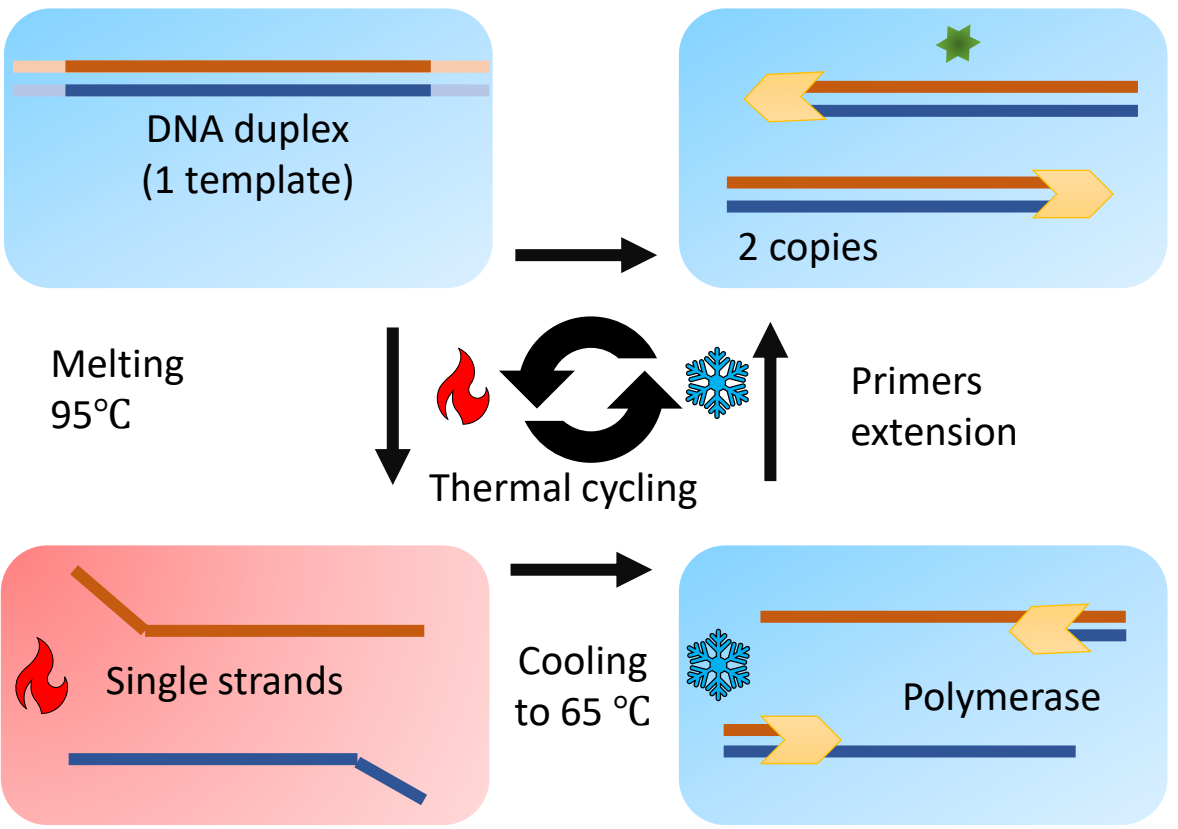 DNA duplex
(1 template)
2 copies
Melting
95℃
Primers
extension
Thermal cycling
Single strands
Cooling
to 65 ℃
Polymerase